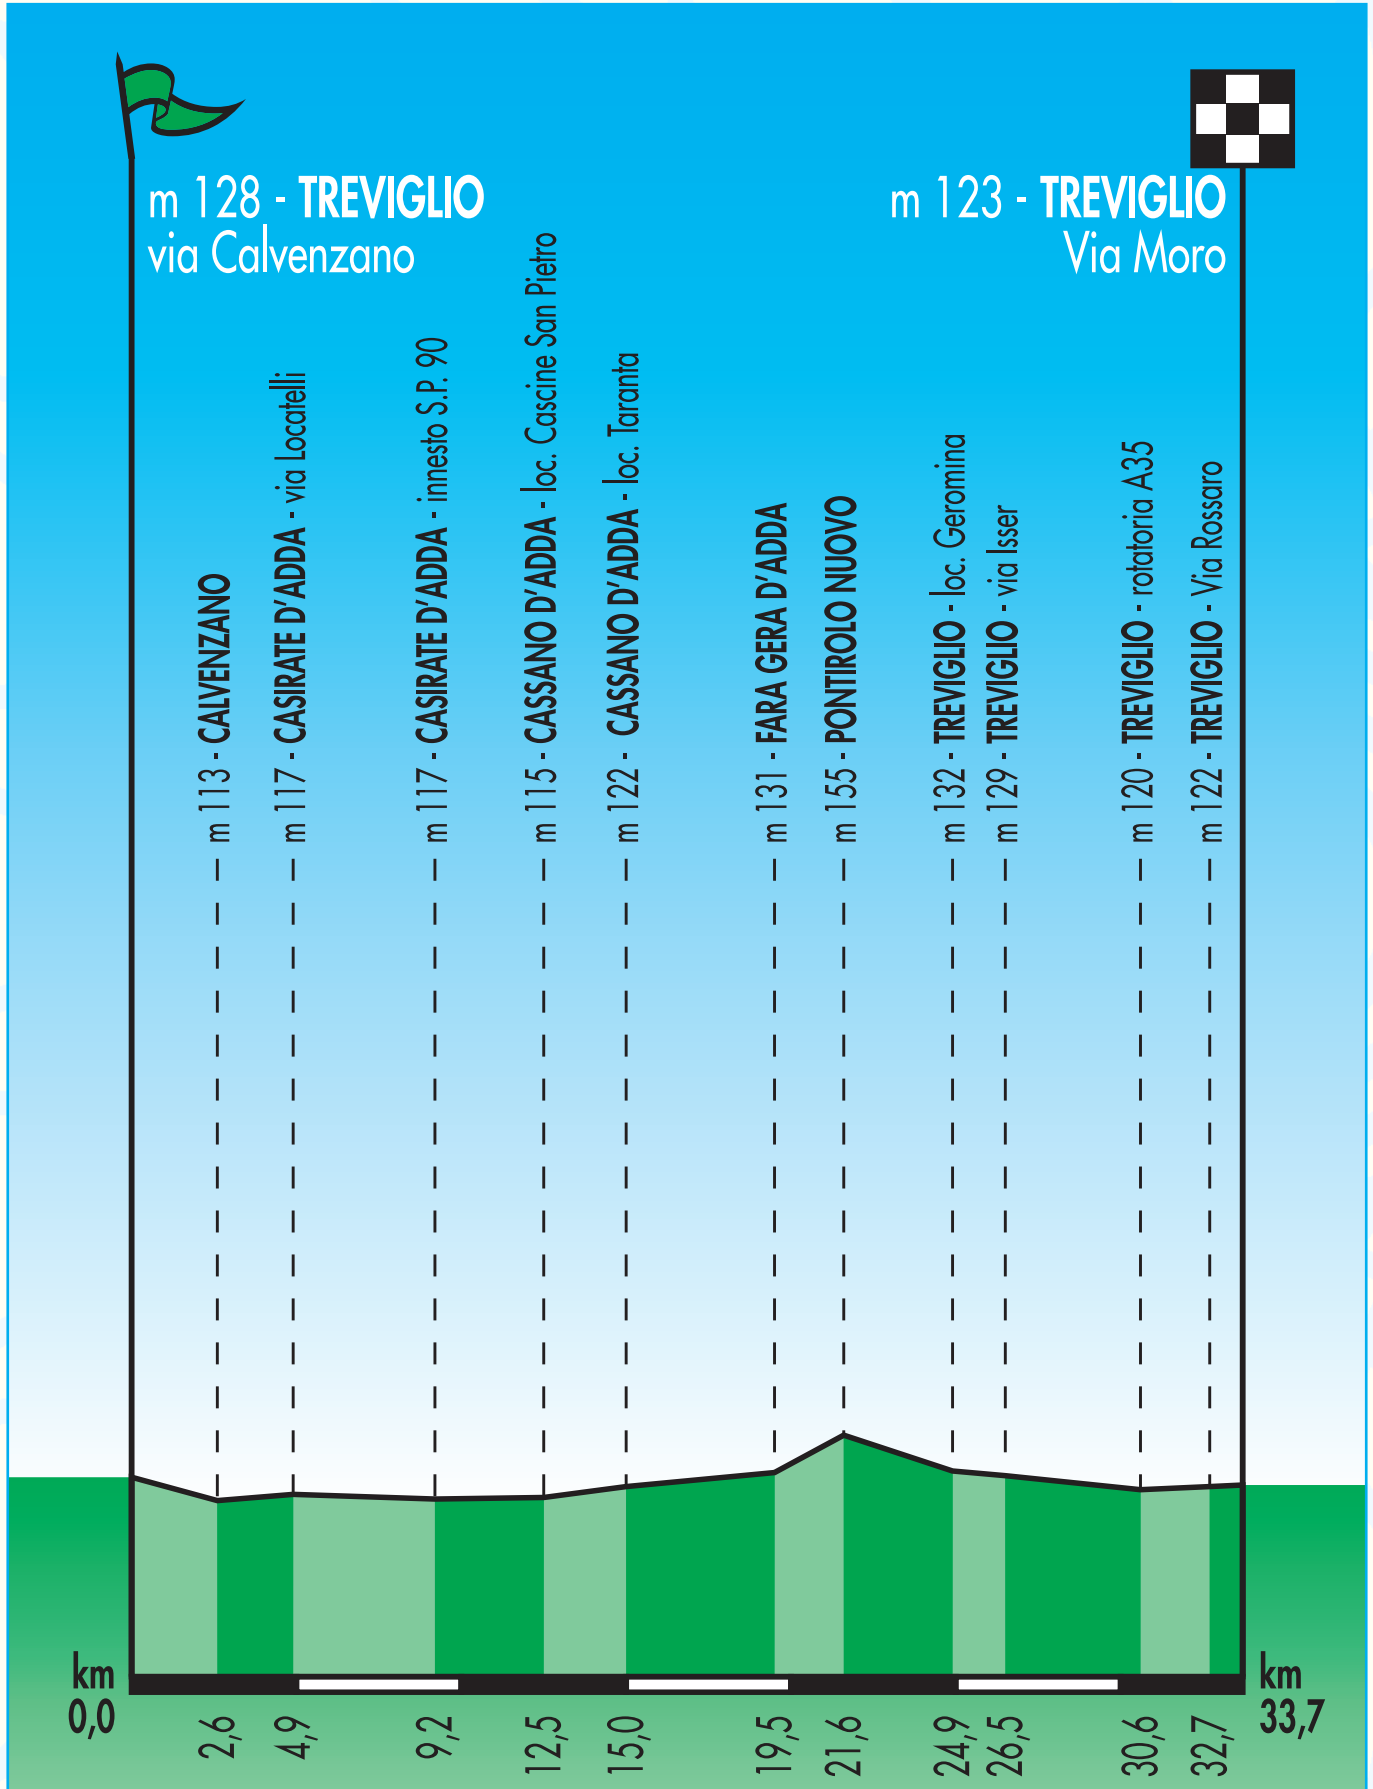 m 128 - TREVIGLIO
via Calvenzano
m 123 - TREVIGLIO
Via Moro
m 113 - CALVENZANO
m 117 - CASIRATE D'ADDA - via Locatelli
m 117 - CASIRATE D'ADDA - innesto S.P. 90
m 115 - CASSANO D'ADDA - loc. Cascine San Pietro
m 122 - CASSANO D'ADDA - loc. Taranta
m 131 - FARA GERA D'ADDA
m 155 - PONTIROLO NUOVO
m 132 - TREVIGLIO - loc. Geromina
m 129 - TREVIGLIO - via Isser
m 120 - TREVIGLIO - rotatoria A35
m 122 - TREVIGLIO - Via Rossaro
km
0,0
2,6
4,9
9,2
12,5
15,0
19,5
21,6
24,9
26,5
30,6
32,7
km
33,7